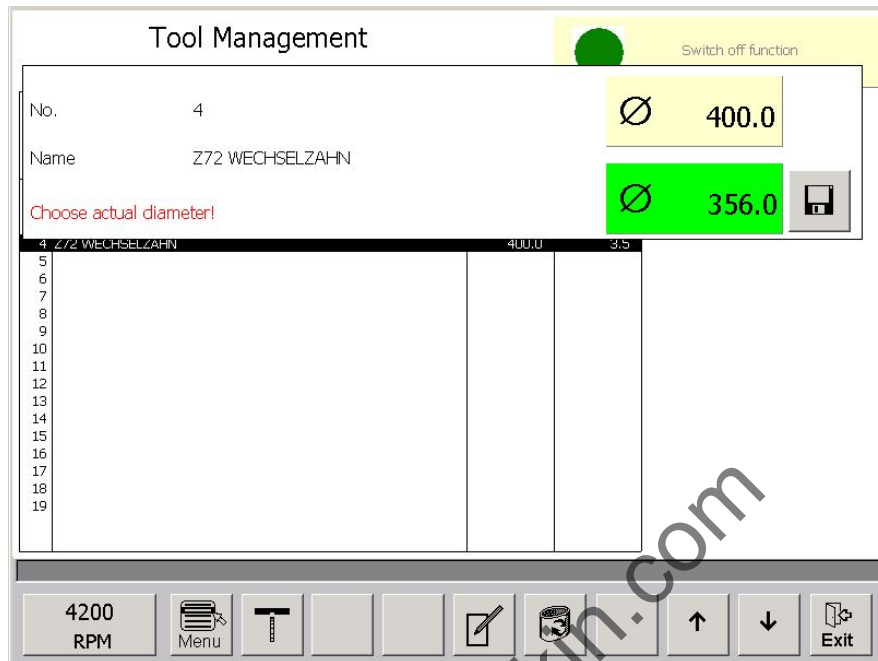 Tool Management
Switch off function
No. 4
Ø 400.0
Name Z72 WECHSELZAHN
Choose actual diameter!
Ø 356.0
4 Z72 WECHSELZAHN 400.0 3.5
5
6
7
8
9
10
11
12
13
14
15
16
17
18
19
4200
RPM
Menu
Exit